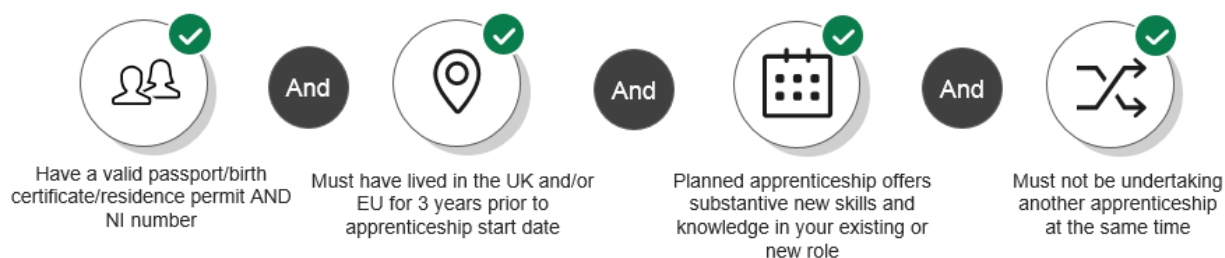 And
And
And
Have a valid passport/birth
certificate/residence permit AND
NI number
Must have lived in the UK and/or
EU for 3 years prior to
apprenticeship start date
Planned apprenticeship offers
substantive new skills and
knowledge in your existing or
new role
Must not be undertaking
another apprenticeship
at the same time